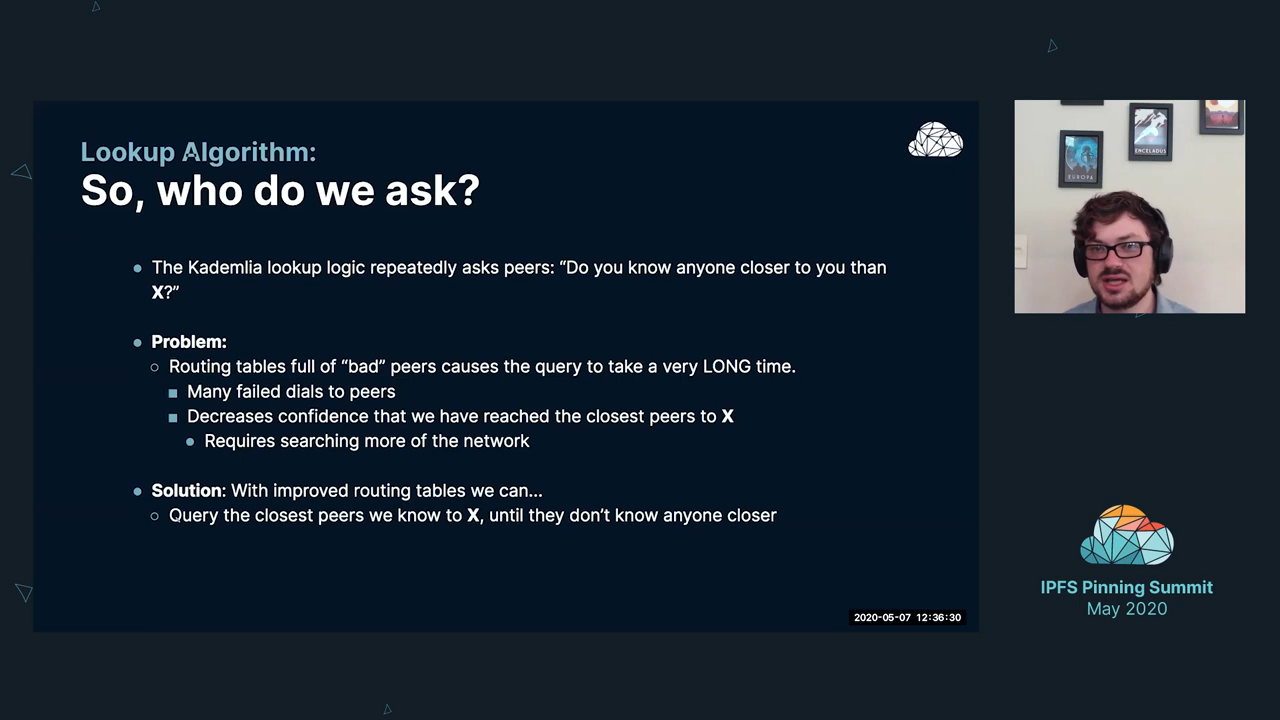 Lookup Algorithm:
So, who do we ask?
The Kademlia lookup logic repeatedly asks peers: “Do you know anyone closer to you than
X?”
Problem:
Routing tables full of “bad” peers causes the query to take a very LONG time.
Many failed dials to peers
Decreases confidence that we have reached the closest peers to X
Requires searching more of the network
Solution: With improved routing tables we can...
Query the closest peers we know to X, until they don’t know anyone closer
2020-05-07 12:36:30
EUROPA
ENCELADUS
IPFS Pinning Summit
May 2020